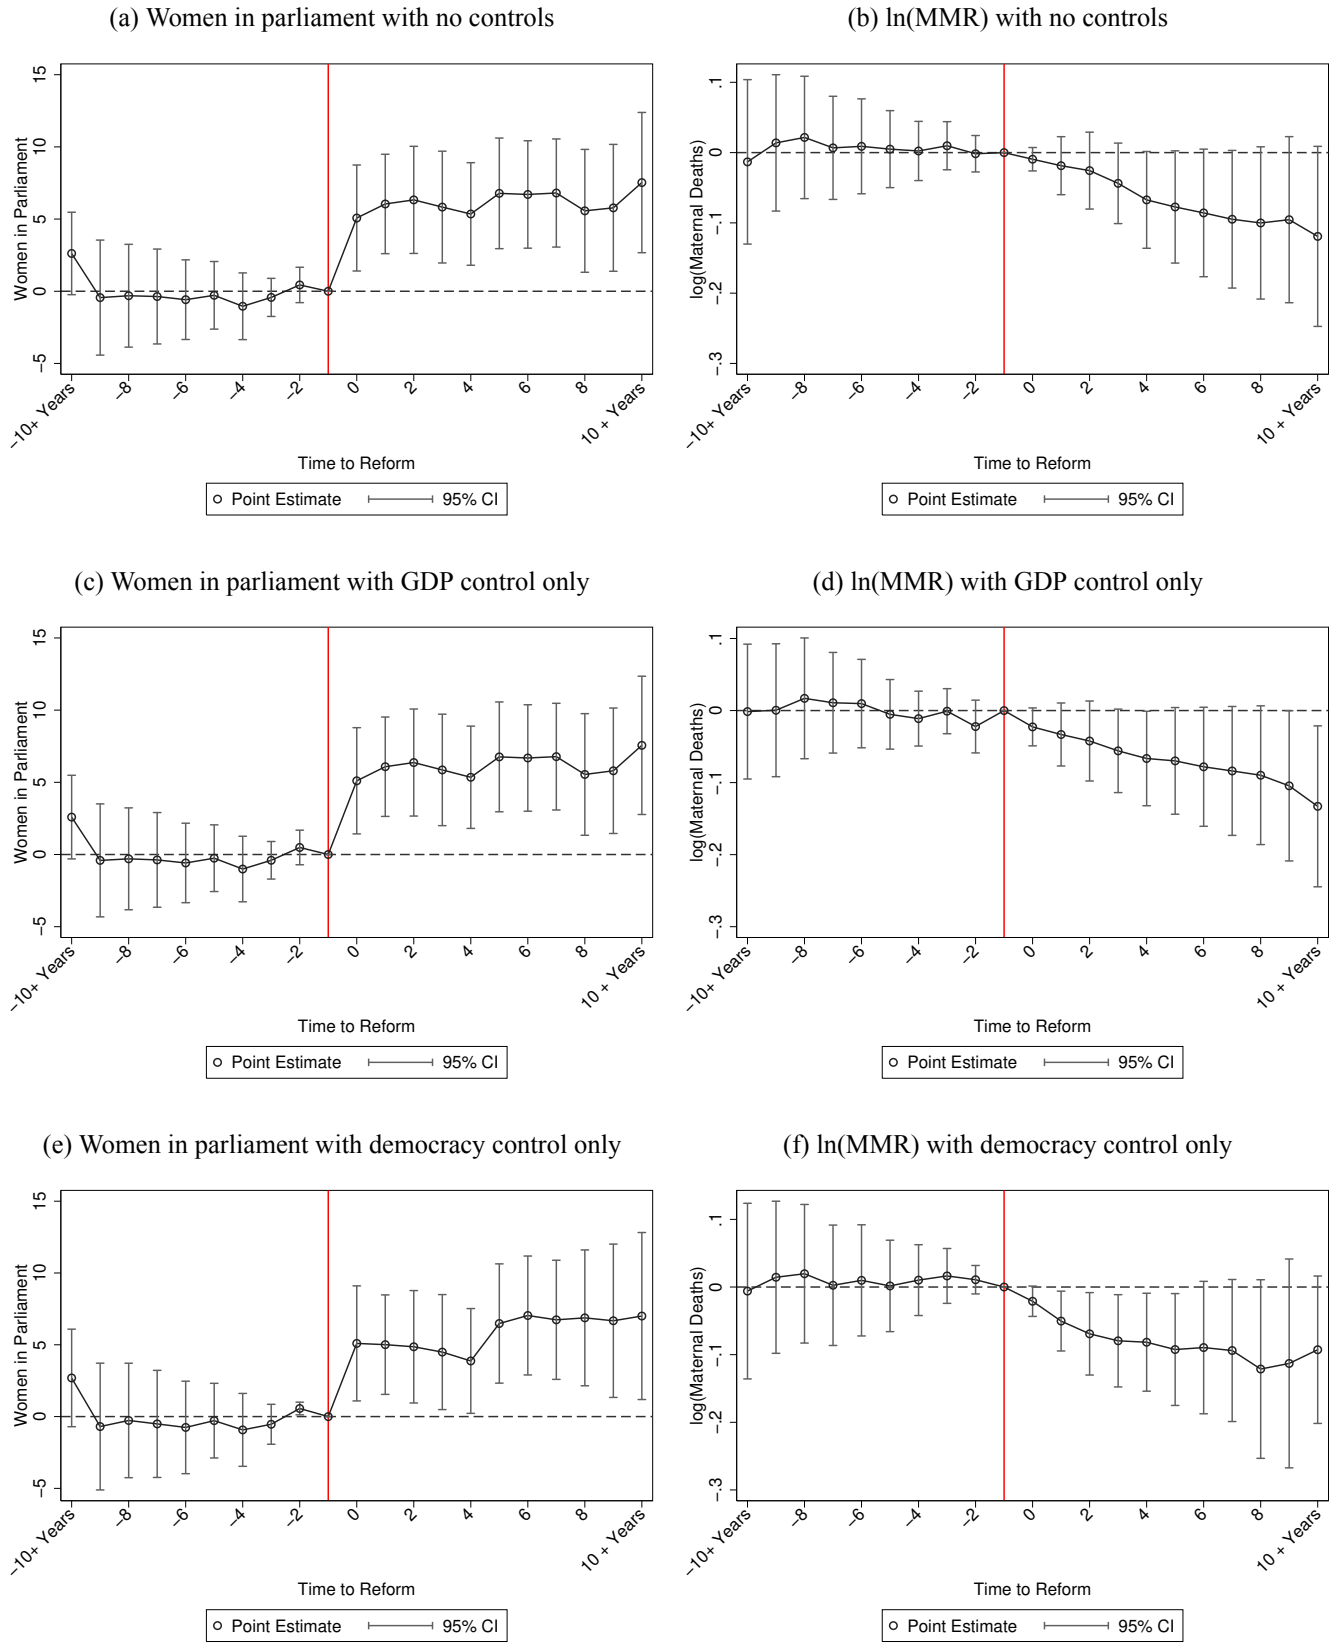 (a) Women in parliament with no controls
Women in Parliament
15
10
5
0
−5
−10+ Years
−8
−6
−4
−2
0
2
4
6
8
10 + Years
Time to Reform
Point Estimate 95% CI
(b) ln(MMR) with no controls
log(Maternal Deaths)
.1
0
−.1
−.2
−.3
−10+ Years
−8
−6
−4
−2
0
2
4
6
8
10 + Years
Time to Reform
Point Estimate 95% CI
(c) Women in parliament with GDP control only
Women in Parliament
15
10
5
0
−5
−10+ Years
−8
−6
−4
−2
0
2
4
6
8
10 + Years
Time to Reform
Point Estimate 95% CI
(d) ln(MMR) with GDP control only
log(Maternal Deaths)
.1
0
−.1
−.2
−.3
−10+ Years
−8
−6
−4
−2
0
2
4
6
8
10 + Years
Time to Reform
Point Estimate 95% CI
(e) Women in parliament with democracy control only
Women in Parliament
15
10
5
0
−5
−10+ Years
−8
−6
−4
−2
0
2
4
6
8
10 + Years
Time to Reform
Point Estimate 95% CI
(f) ln(MMR) with democracy control only
log(Maternal Deaths)
.1
0
−.1
−.2
−.3
−10+ Years
−8
−6
−4
−2
0
2
4
6
8
10 + Years
Time to Reform
Point Estimate 95% CI